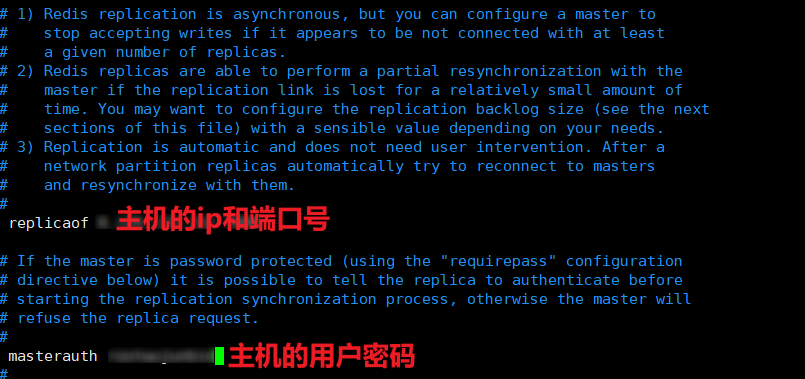 # 1) Redis replication is asynchronous, but you can configure a master to
#    stop accepting writes if it appears to be not connected with at least
#    a given number of replicas.
# 2) Redis replicas are able to perform a partial resynchronization with the
#    master if the replication link is lost for a relatively small amount of
#    time. You may want to configure the replication backlog size (see the next
#    sections of this file) with a sensible value depending on your needs.
# 3) Replication is automatic and does not need user intervention. After a
#    network partition replicas automatically try to reconnect to masters
#    and resynchronize with them.
#
replicaof 主机的ip和端口号
# If the master is password protected (using the "requirepass" configuration
# directive below) it is possible to tell the replica to authenticate before
# starting the replication synchronization process, otherwise the master will
# refuse the replica request.
#
masterauth 主机的用户密码
#